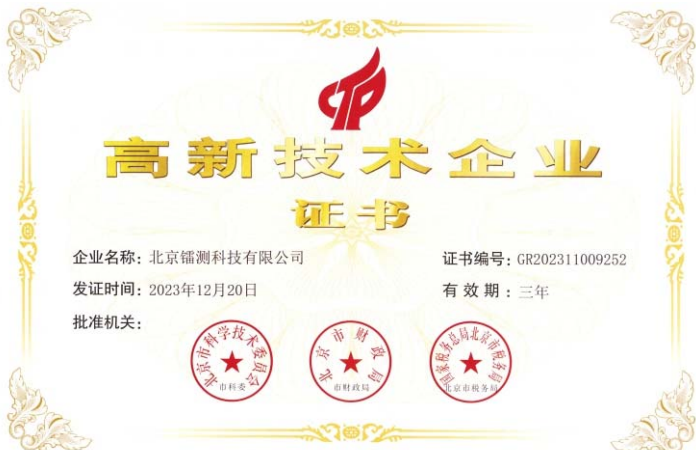 高新技术企业
证书
企业名称：北京镭测科技有限公司
证书编号：GR202311009252
发证时间：2023年12月20日
有效期：三年
批准机关：
北京市科学技术委员会
市科委
北京市财政局
市财政局
国家税务总局北京市税务局
北京市税务局